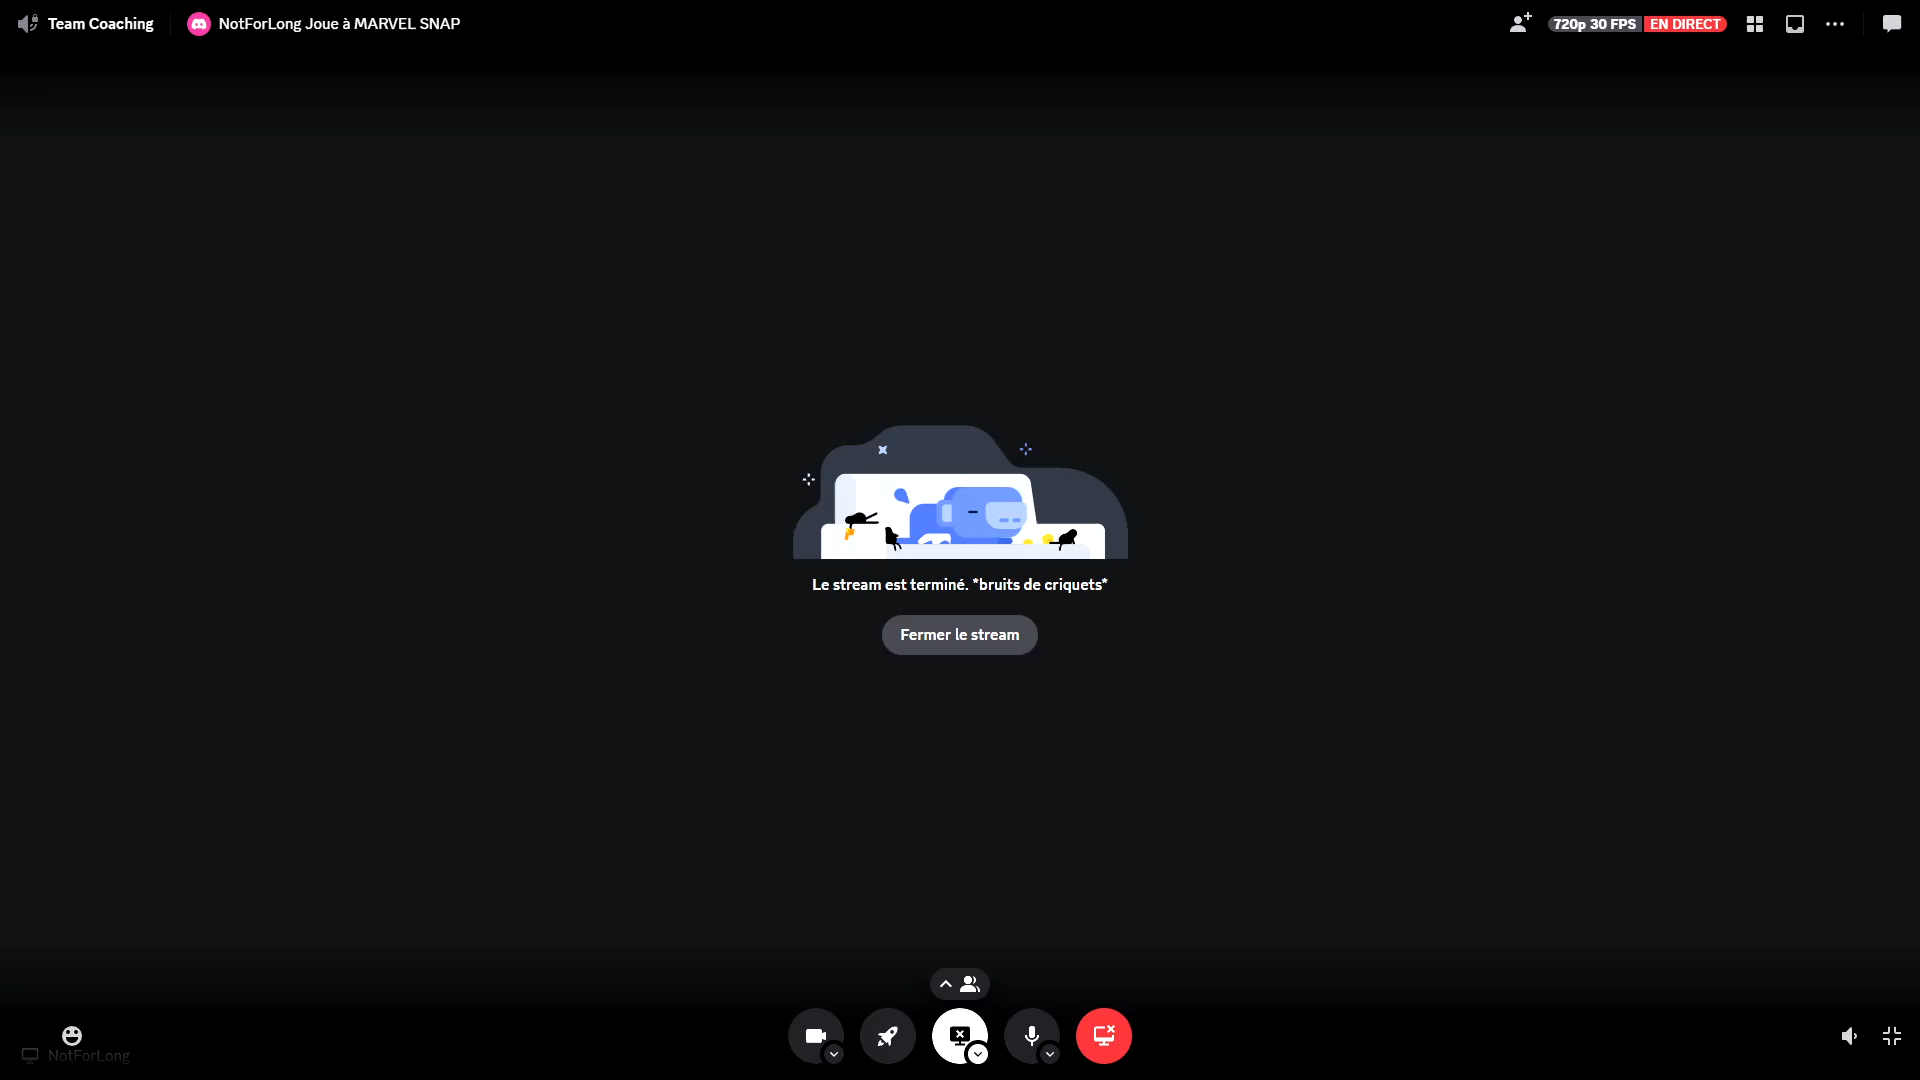 Team Coaching
NotForLong Joue à MARVEL SNAP
720p 30 FPS EN DIRECT
Le stream est terminé. *bruits de criquets*
Fermer le stream
NotForLong